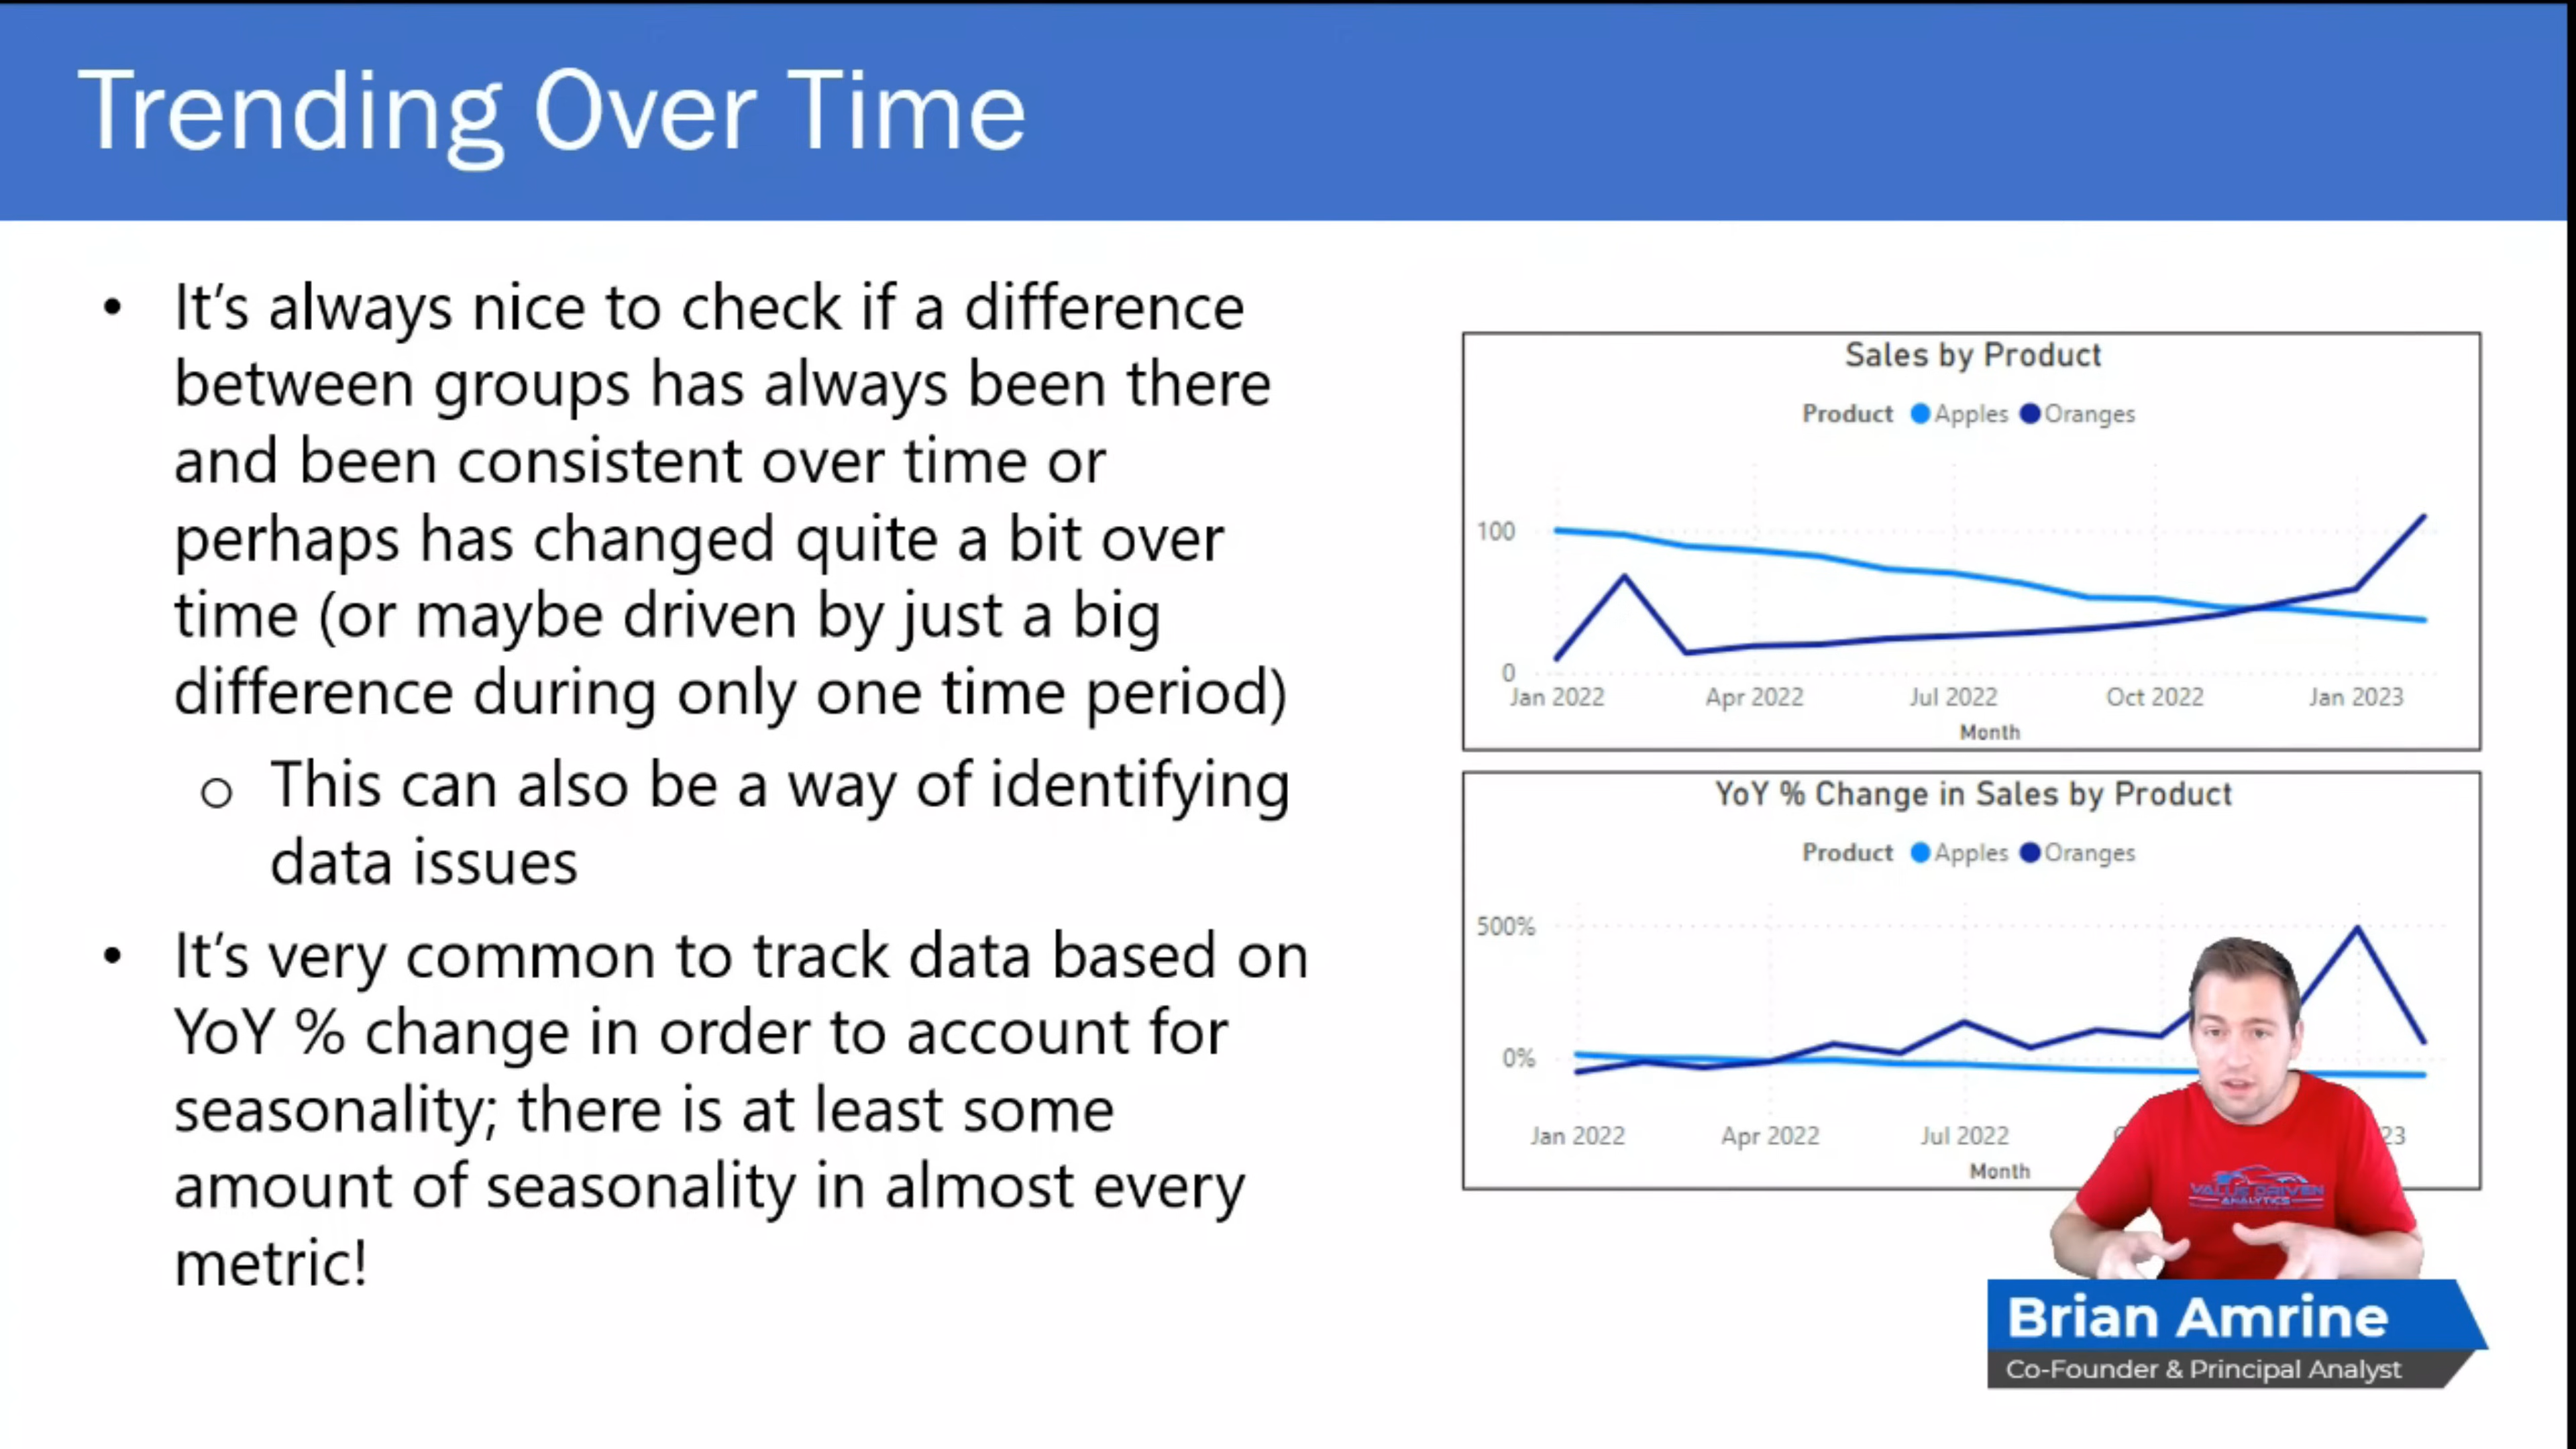 Trending Over Time
• It's always nice to check if a difference
between groups has always been there
and been consistent over time or
perhaps has changed quite a bit over
time (or maybe driven by just a big
difference during only one time period)
o This can also be a way of identifying
data issues
• It's very common to track data based on
YoY % change in order to account for
seasonality; there is at least some
amount of seasonality in almost every
metric!
Sales by Product
Product Apples Oranges
100
0
Jan 2022 Apr 2022 Jul 2022 Oct 2022 Jan 2023
Month
YoY % Change in Sales by Product
Product Apples Oranges
500%
0%
Jan 2022 Apr 2022 Jul 2022 23
Month
VALUE DRIVEN
ANALYTICS
Brian Amrine
Co-Founder & Principal Analyst